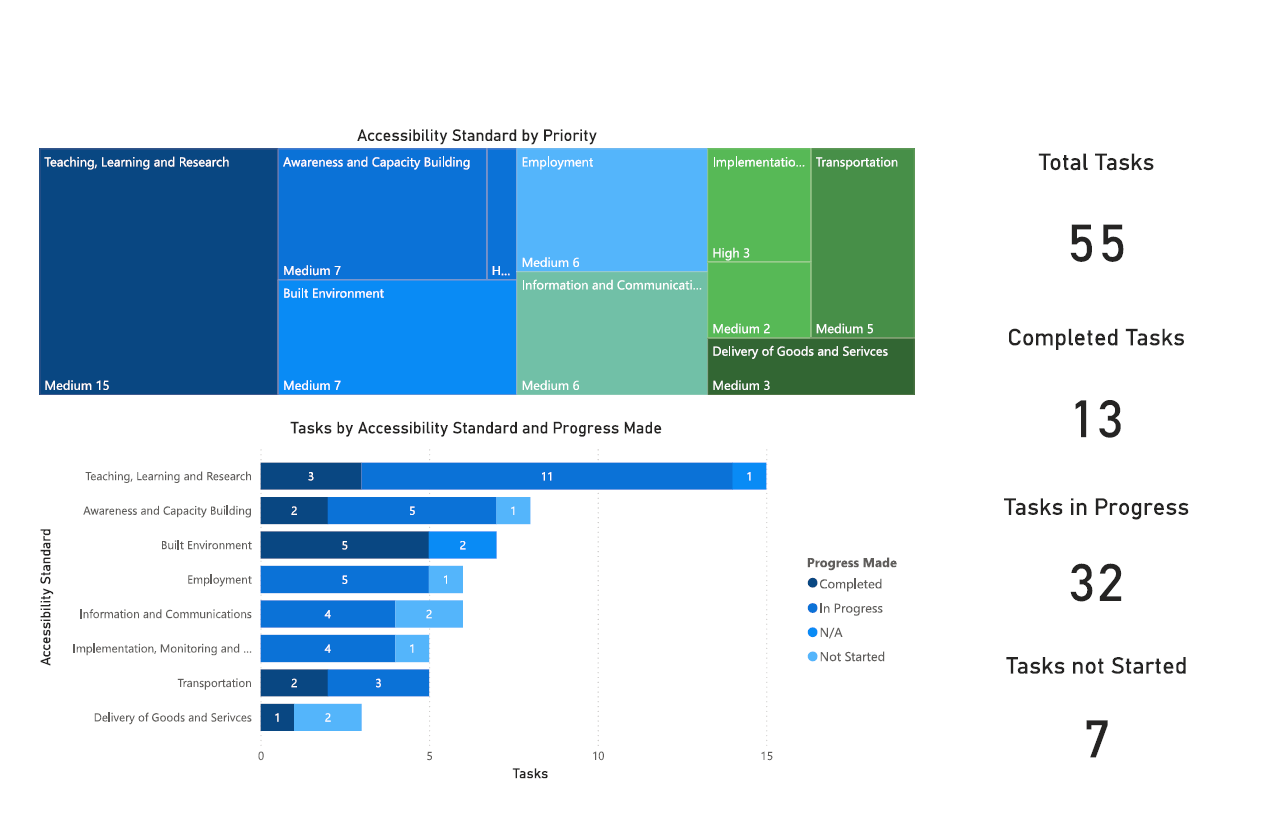 Accessibility Standard by Priority
Teaching, Learning and Research
Medium 15
Awareness and Capacity Building
Medium 7
H...
Built Environment
Medium 7
Employment
Medium 6
Information and Communicati...
Medium 6
Implementatio...
High 3
Medium 2
Transportation
Medium 5
Delivery of Goods and Serivces
Medium 3
Total Tasks
55
Completed Tasks
13
Tasks in Progress
32
Tasks not Started
7
Tasks by Accessibility Standard and Progress Made
Accessibility Standard
Teaching, Learning and Research 3 11 1
Awareness and Capacity Building 2 5 1
Built Environment 5 2
Employment 5 1
Information and Communications 4 2
Implementation, Monitoring and ... 4 1
Transportation 2 3
Delivery of Goods and Serivces 1 2
0 5 10 15
Tasks
Progress Made
Completed
In Progress
N/A
Not Started